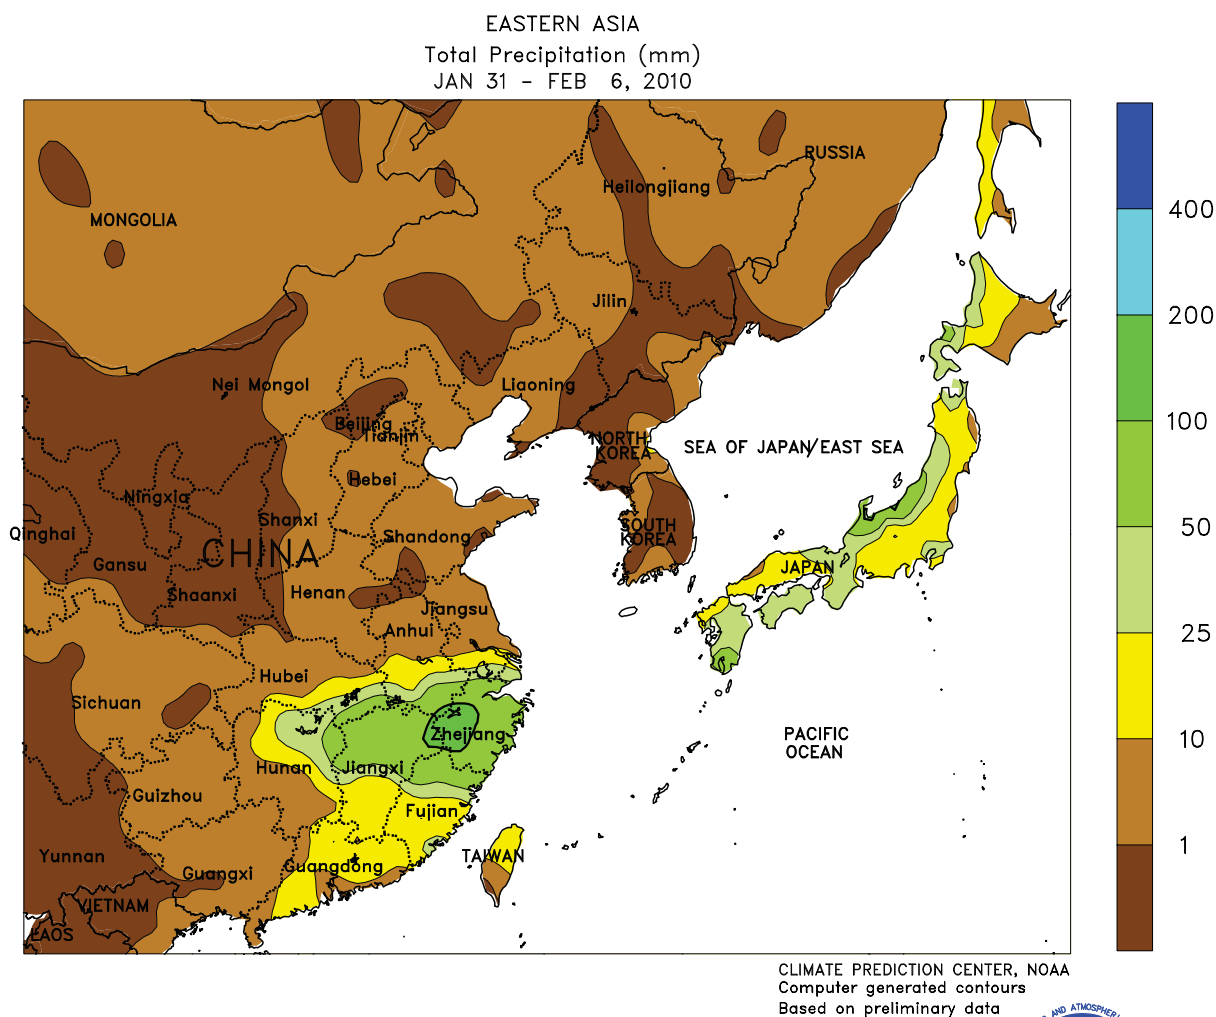 EASTERN ASIA
Total Precipitation (mm)
JAN 31 - FEB 6, 2010
RUSSIA
Heilongjiang
MONGOLIA
400
Jilin
200
Nei Mongol
Liaoning
Beijing
Tianjin
100
NORTH
KOREA
SEA OF JAPAN/EAST SEA
Hebei
Ningxia
Qinghai
Shanxi
SOUTH
KOREA
50
Shandong
CHINA
Gansu
JAPAN
Shaanxi
Henan
Jiangsu
Anhui
25
Hubei
Sichuan
Zhejiang
PACIFIC
OCEAN
10
Hunan
Jiangxi
Guizhou
Fujian
1
Yunnan
TAIWAN
Guangxi
Guangdong
VIETNAM
LAOS
CLIMATE PREDICTION CENTER, NOAA
Computer generated contours
Based on preliminary data
AND ATMOSPHERI